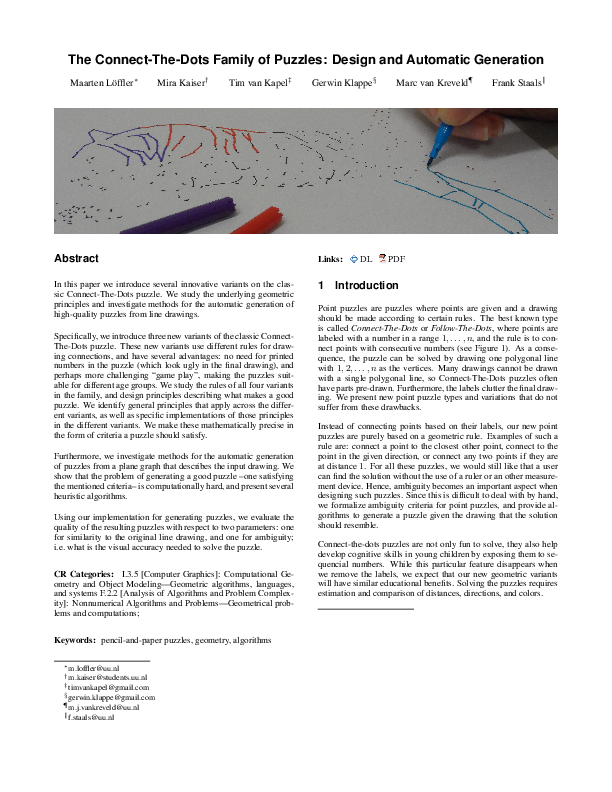 The Connect-The-Dots Family of Puzzles: Design and Automatic Generation
Maarten Löffler* Mira Kaiser† Tim van Kapel‡ Gerwin Klappe§ Marc van Kreveld¶ Frank Staals‖
Abstract
In this paper we introduce several innovative variants on the clas-
sic Connect-The-Dots puzzle. We study the underlying geometric
principles and investigate methods for the automatic generation of
high-quality puzzles from line drawings.
Specifically, we introduce three new variants of the classic Connect-
The-Dots puzzle. These new variants use different rules for draw-
ing connections, and have several advantages: no need for printed
numbers in the puzzle (which look ugly in the final drawing), and
perhaps more challenging “game play”, making the puzzles suit-
able for different age groups. We study the rules of all four variants
in the family, and design principles describing what makes a good
puzzle. We identify general principles that apply across the differ-
ent variants, as well as specific implementations of those principles
in the different variants. We make these mathematically precise in
the form of criteria a puzzle should satisfy.
Furthermore, we investigate methods for the automatic generation
of puzzles from a plane graph that describes the input drawing. We
show that the problem of generating a good puzzle –one satisfying
the mentioned criteria– is computationally hard, and present several
heuristic algorithms.
Using our implementation for generating puzzles, we evaluate the
quality of the resulting puzzles with respect to two parameters: one
for similarity to the original line drawing, and one for ambiguity;
i.e. what is the visual accuracy needed to solve the puzzle.
CR Categories: I.3.5 [Computer Graphics]: Computational Ge-
ometry and Object Modeling—Geometric algorithms, languages,
and systems F.2.2 [Analysis of Algorithms and Problem Complex-
ity]: Nonnumerical Algorithms and Problems—Geometrical prob-
lems and computations;
Keywords: pencil-and-paper puzzles, geometry, algorithms
*m.loffler@uu.nl
†m.kaiser@students.uu.nl
‡timvankapel@gmail.com
§gerwin.klappe@gmail.com
¶m.j.vankreveld@uu.nl
‖f.staals@uu.nl
Links: DL PDF
1 Introduction
Point puzzles are puzzles where points are given and a drawing
should be made according to certain rules. The best known type
is called Connect-The-Dots or Follow-The-Dots, where points are
labeled with a number in a range 1, . . . , n, and the rule is to con-
nect points with consecutive numbers (see Figure 1). As a conse-
quence, the puzzle can be solved by drawing one polygonal line
with 1, 2, . . . , n as the vertices. Many drawings cannot be drawn
with a single polygonal line, so Connect-The-Dots puzzles often
have parts pre-drawn. Furthermore, the labels clutter the final draw-
ing. We present new point puzzle types and variations that do not
suffer from these drawbacks.
Instead of connecting points based on their labels, our new point
puzzles are purely based on a geometric rule. Examples of such a
rule are: connect a point to the closest other point, connect to the
point in the given direction, or connect any two points if they are
at distance 1. For all these puzzles, we would still like that a user
can find the solution without the use of a ruler or an other measure-
ment device. Hence, ambiguity becomes an important aspect when
designing such puzzles. Since this is difficult to deal with by hand,
we formalize ambiguity criteria for point puzzles, and provide al-
gorithms to generate a puzzle given the drawing that the solution
should resemble.
Connect-the-dots puzzles are not only fun to solve, they also help
develop cognitive skills in young children by exposing them to se-
quential numbers. While this particular feature disappears when
we remove the labels, we expect that our new geometric variants
will have similar educational benefits. Solving the puzzles requires
estimation and comparison of distances, directions, and colors.